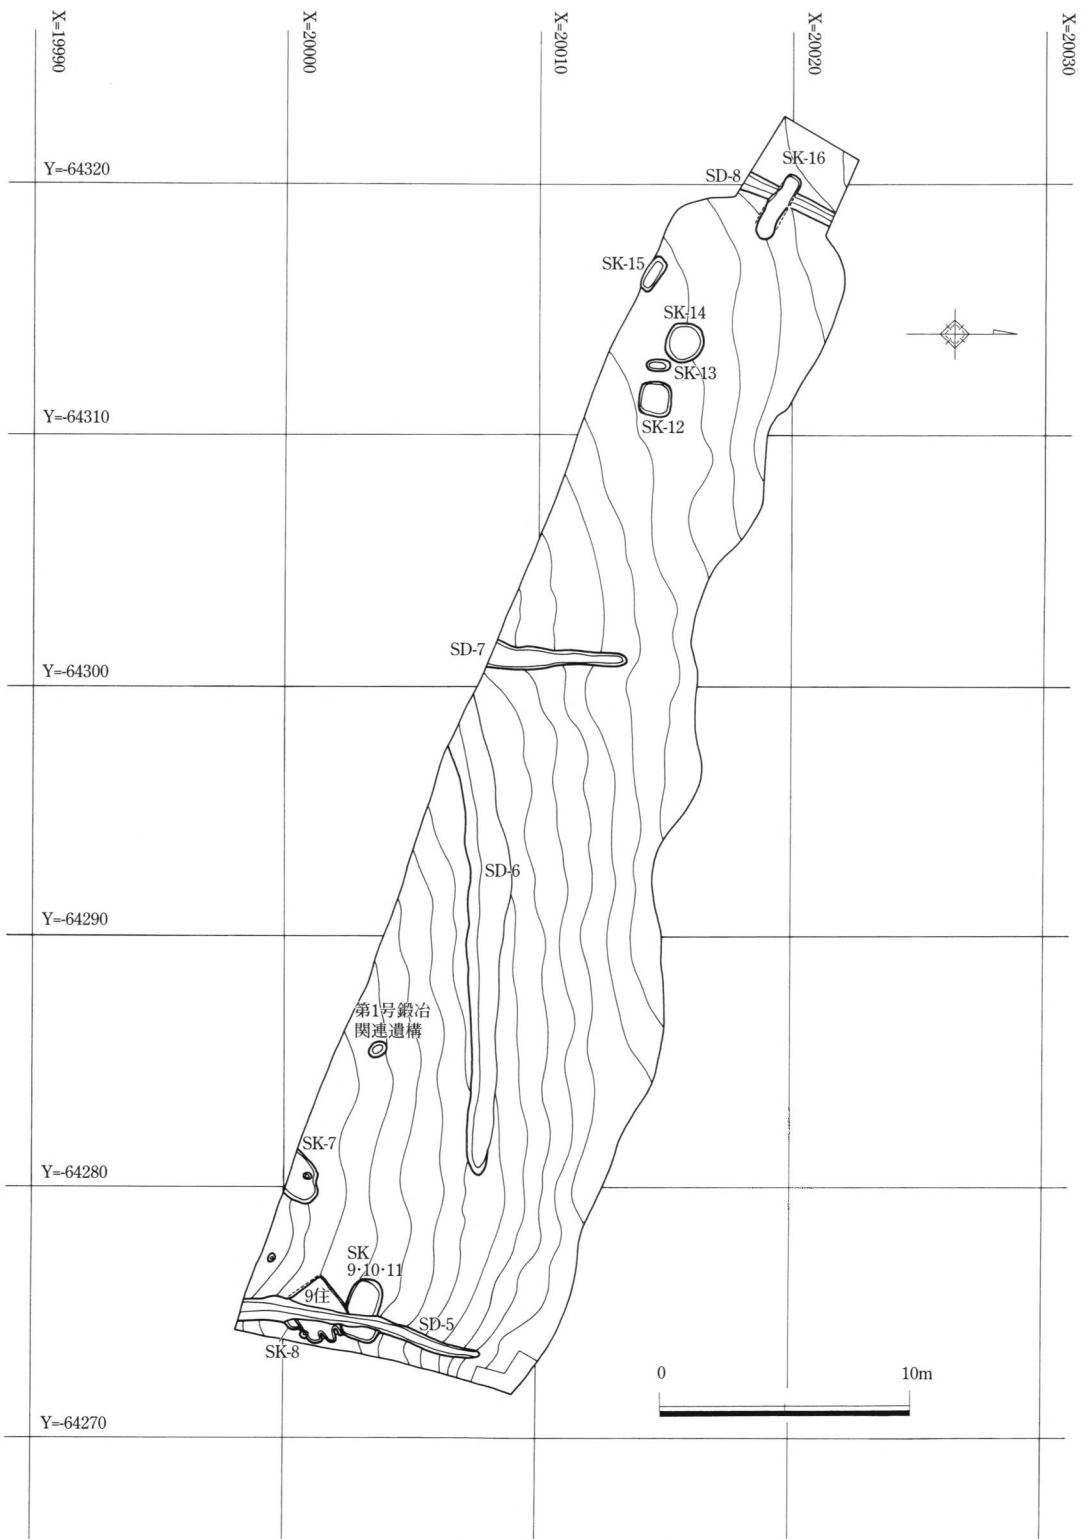 X=19990
X=20000
X=20010
X=20020
X=20030
Y=-64320
SK-16
SD-8
SK-15
SK-14
SK-13
SK-12
Y=-64310
SD-7
Y=-64300
SD-6
Y=-64290
第1号鍛冶
関連遺構
SK-7
Y=-64280
SK
9·10·11
9住
SD-5
SK-8
0
10m
Y=-64270